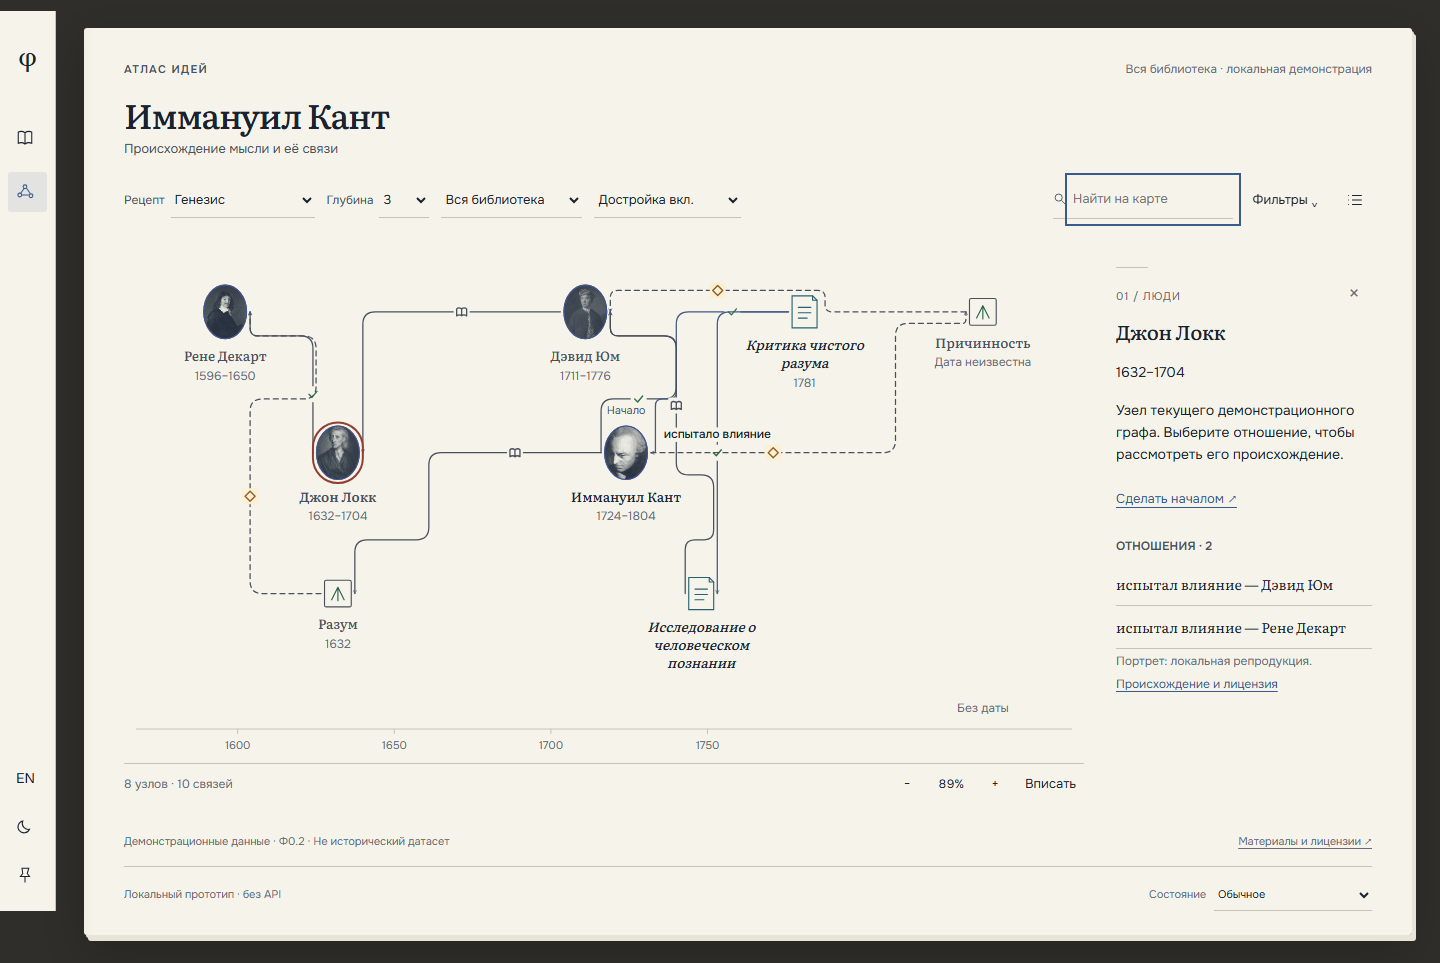 φ
АТЛАС ИДЕЙ
Вся библиотека · локальная демонстрация
Иммануил Кант
Происхождение мысли и её связи
Рецепт Генезис Глубина 3 Вся библиотека Достройка вкл. Найти на карте Фильтры
Рене Декарт
1596–1650
Дэвид Юм
1711–1776
Критика чистого
разума
1781
Причинность
Дата неизвестна
Начало
испытало влияние
Джон Локк
1632–1704
Иммануил Кант
1724–1804
Разум
1632
Исследование о
человеческом
познании
Без даты
1600 1650 1700 1750
8 узлов · 10 связей
− 89% + Вписать
01 / ЛЮДИ ×
Джон Локк
1632–1704
Узел текущего демонстрационного
графа. Выберите отношение, чтобы
рассмотреть его происхождение.
Сделать началом ↗
ОТНОШЕНИЯ · 2
испытал влияние — Дэвид Юм
испытал влияние — Рене Декарт
Портрет: локальная репродукция.
Происхождение и лицензия
EN
Демонстрационные данные · Ф0.2 · Не исторический датасет
Материалы и лицензии ↗
Локальный прототип · без API
Состояние Обычное